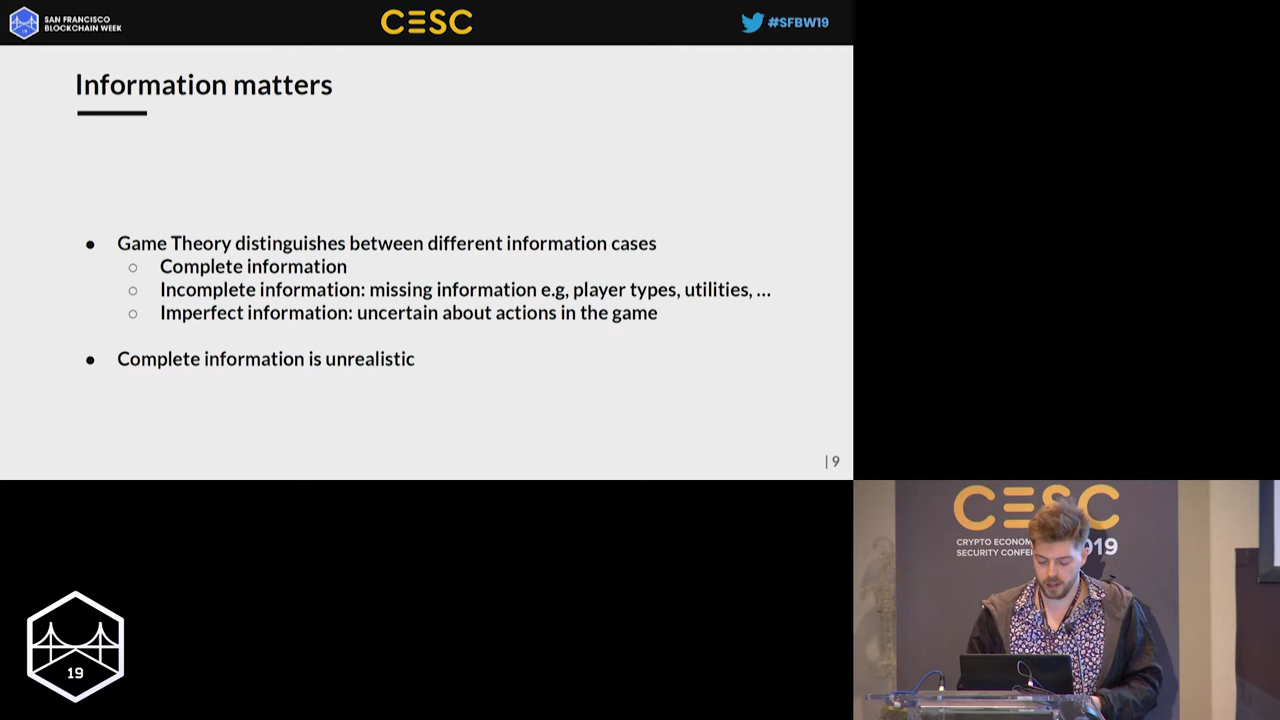 SAN FRANCISCO
BLOCKCHAIN WEEK
19
CESC
#SFBW19
Information matters
● Game Theory distinguishes between different information cases
○ Complete information
○ Incomplete information: missing information e.g, player types, utilities, ...
○ Imperfect information: uncertain about actions in the game
● Complete information is unrealistic
| 9
CESC
CRYPTO ECONOM
SECURITY CONFE
019
19